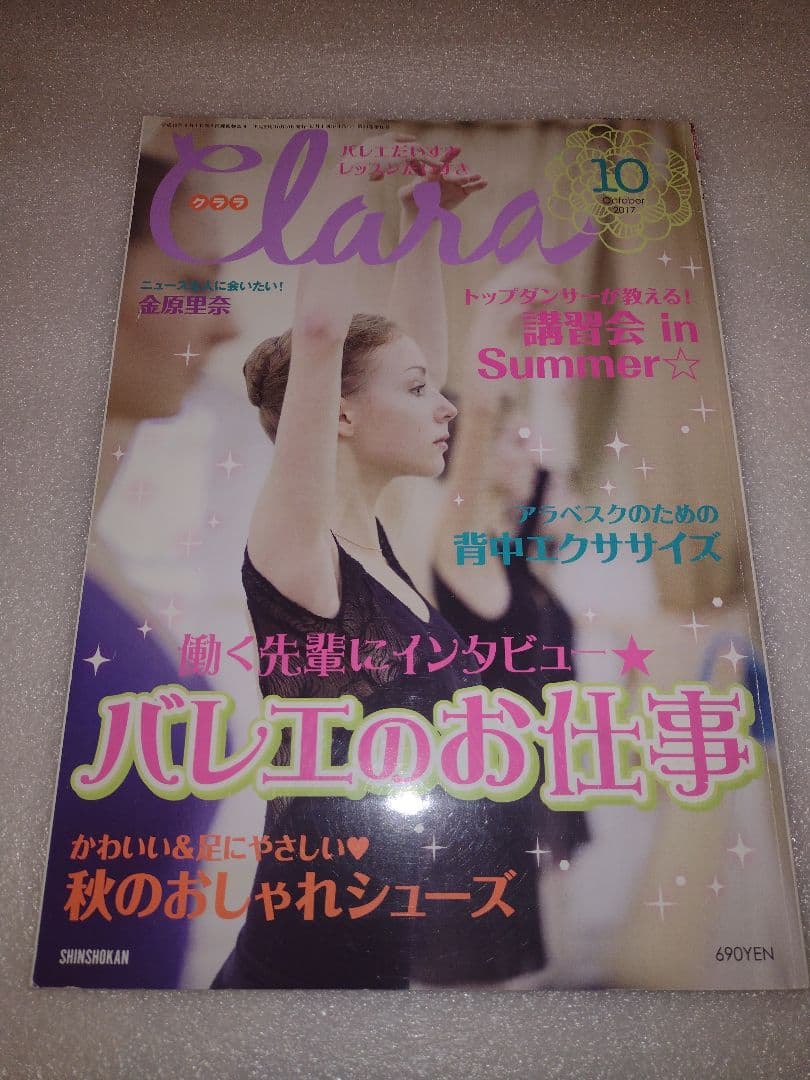 バレエだいすき
レッスンだいすき
Clara
クララ
10
October
2017
ニュースな人に会いたい!
金原里奈
トップダンサーが教える!
講習会 in
Summer☆
アラベスクのための
背中エクササイズ
働く先輩にインタビュー★
バレエのお仕事
かわいい&足にやさしい♥
秋のおしゃれシューズ
SHINSHOKAN
690YEN